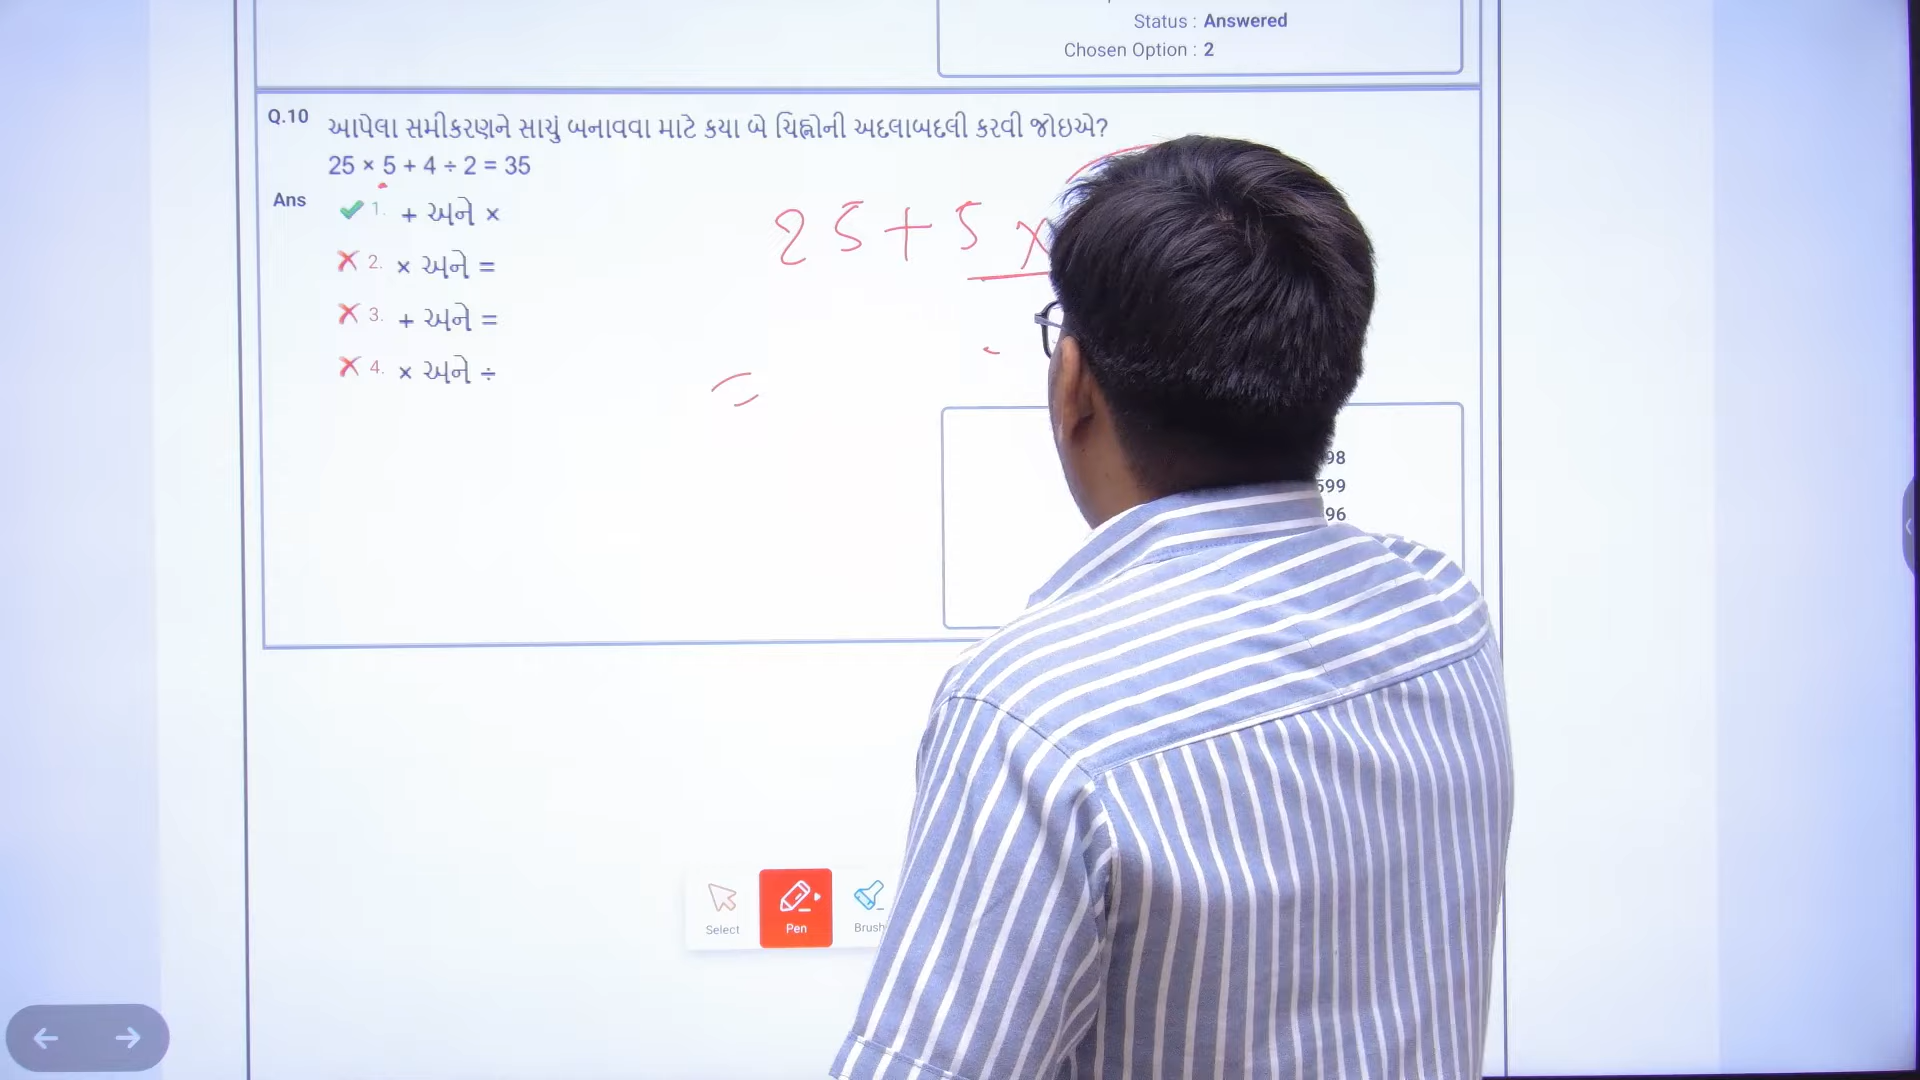 Status : Answered
Chosen Option : 2
Q.10 આપેલા સમીકરણને સાચું બનાવવા માટે કયા બે ચિહ્નોની અદલાબદલી કરવી જોઇએ?
25 × 5 + 4 ÷ 2 = 35
Ans
1. + અને ×
2. × અને =
3. + અને =
4. × અને ÷
25+5×
=
98
599
96
Select
Pen
Brush